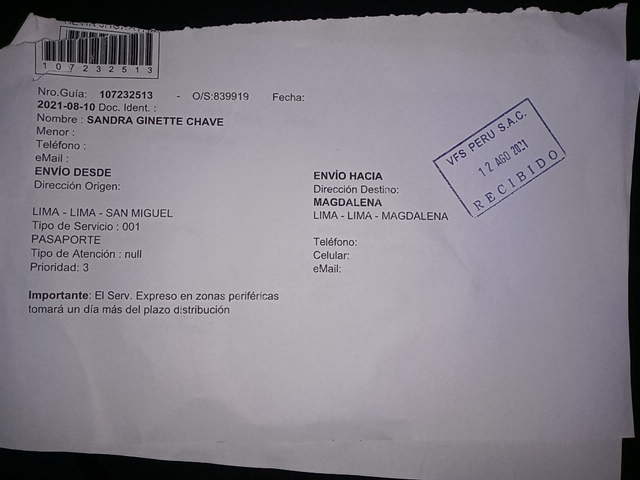 107232513
Nro.Guía: 107232513 - O/S:839919 Fecha:
2021-08-10 Doc. Ident. :
Nombre : SANDRA GINETTE CHAVE
Menor :
Teléfono :
eMail :
ENVÍO DESDE
Dirección Origen:
LIMA - LIMA - SAN MIGUEL
Tipo de Servicio : 001
PASAPORTE
Tipo de Atención : null
Prioridad: 3
ENVÍO HACIA
Dirección Destino:
MAGDALENA
LIMA - LIMA - MAGDALENA
Teléfono:
Celular:
eMail:
Importante: El Serv. Expreso en zonas periféricas
tomará un día más del plazo distribución
VFS PERU S.A.C.
12 AGO 2021
RECIBIDO